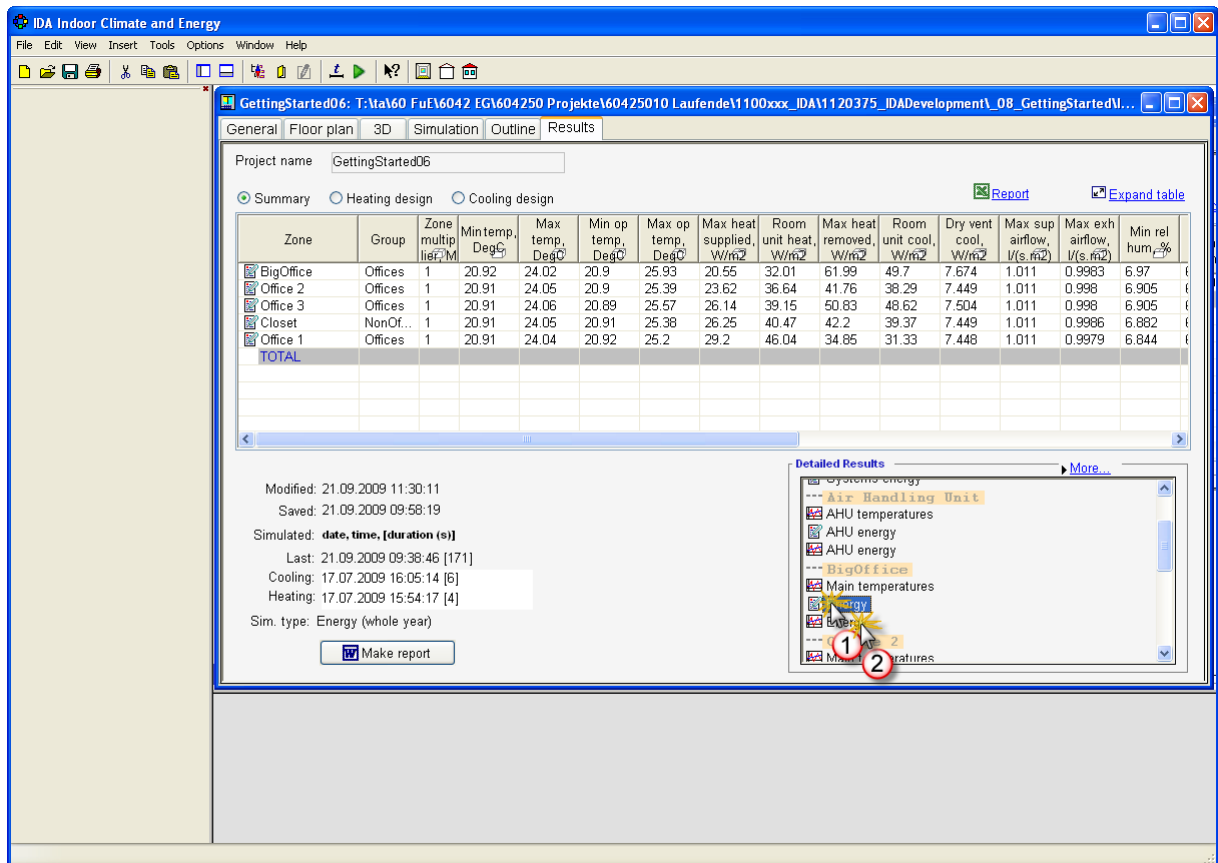 IDA Indoor Climate and Energy
File Edit View Insert Tools Options Window Help
GettingStarted06: T:\ta\60 FuE\6042 EG\604250 Projekte\60425010 Laufende\1100xxx_IDA\1120375_IDADevelopment\_08_GettingStarted\I...
General Floor plan 3D Simulation Outline Results
Project name GettingStarted06
Summary Heating design Cooling design Report Expand table
Zone Group Zone multip lier, M Min temp, DegC Max temp, DegC Min op temp, DegC Max op temp, DegC Max heat supplied, W/m2 Room unit heat, W/m2 Max heat removed, W/m2 Room unit cool, W/m2 Dry vent cool, W/m2 Max sup airflow, l/(s.m2) Max exh airflow, l/(s.m2) Min rel hum, %
BigOffice Offices 1 20.92 24.02 20.9 25.93 20.55 32.01 61.99 49.7 7.674 1.011 0.9983 6.97
Office 2 Offices 1 20.91 24.05 20.9 25.39 23.62 36.64 41.76 38.29 7.449 1.011 0.998 6.905
Office 3 Offices 1 20.91 24.06 20.89 25.57 26.14 39.15 50.83 48.62 7.504 1.011 0.998 6.905
Closet NonOf... 1 20.91 24.05 20.91 25.38 26.25 40.47 42.2 39.37 7.449 1.011 0.9986 6.882
Office 1 Offices 1 20.91 24.04 20.92 25.2 29.2 46.04 34.85 31.33 7.448 1.011 0.9979 6.844
TOTAL
Detailed Results More...
Systems energy
--- Air Handling Unit
AHU temperatures
AHU energy
AHU energy
--- BigOffice
Main temperatures
Energy
Energy
1
2
Modified: 21.09.2009 11:30:11
Saved: 21.09.2009 09:58:19
Simulated: date, time, [duration (s)]
Last: 21.09.2009 09:38:46 [171]
Cooling: 17.07.2009 16:05:14 [6]
Heating: 17.07.2009 15:54:17 [4]
Sim. type: Energy (whole year)
Make report